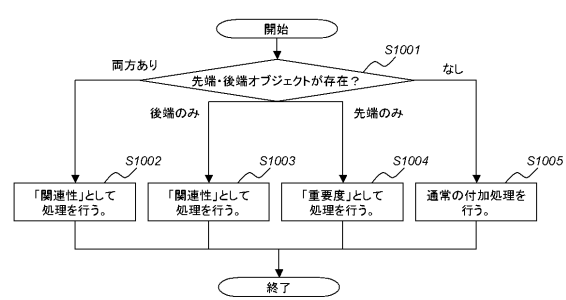 開始
S1001
両方あり
先端・後端オブジェクトが存在？
なし
後端のみ
先端のみ
S1002
S1003
S1004
S1005
「関連性」として
処理を行う。
「関連性」として
処理を行う。
「重要度」として
処理を行う。
通常の付加処理を
行う。
終了